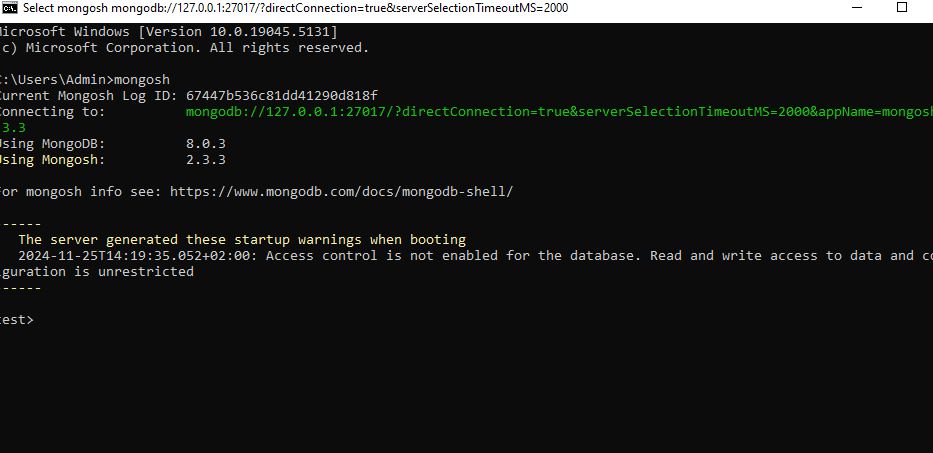 Select mongosh mongodb://127.0.0.1:27017/?directConnection=true&serverSelectionTimeoutMS=2000
icrosoft Windows [Version 10.0.19045.5131]
c) Microsoft Corporation. All rights reserved.
:\Users\Admin>mongosh
urrent Mongosh Log ID: 67447b536c81dd41290d818f
onnecting to: mongodb://127.0.0.1:27017/?directConnection=true&serverSelectionTimeoutMS=2000&appName=mongosh
3.3
sing MongoDB: 8.0.3
sing Mongosh: 2.3.3
or mongosh info see: https://www.mongodb.com/docs/mongodb-shell/
------
The server generated these startup warnings when booting
2024-11-25T14:19:35.052+02:00: Access control is not enabled for the database. Read and write access to data and co
iguration is unrestricted
------
test>